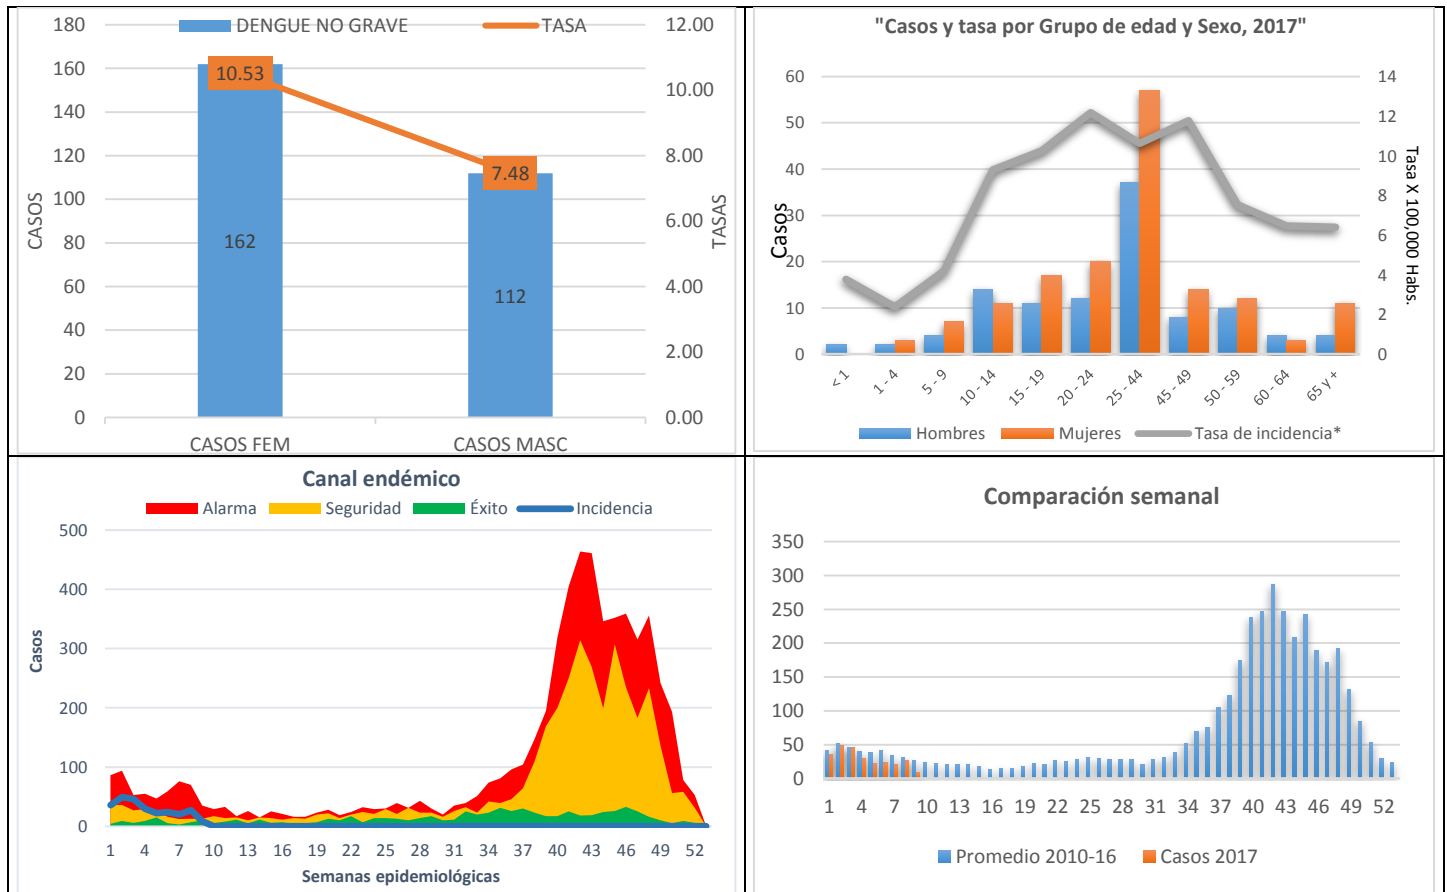 DENGUE NO GRAVE TASA
180
160
140
120
100
80
60
40
20
0
CASOS
12.00
10.00
8.00
6.00
4.00
2.00
0.00
TASAS
10.53
7.48
162
112
CASOS FEM CASOS MASC
"Casos y tasa por Grupo de edad y Sexo, 2017"
60
50
40
30
20
10
0
Casos
14
12
10
8
6
4
2
0
Tasa X 100,000 Habs.
< 1 1 - 4 5 - 9 10 - 14 15 - 19 20 - 24 25 - 44 45 - 49 50 - 59 60 - 64 65 y +
Hombres Mujeres Tasa de incidencia*
Canal endémico
Alarma Seguridad Éxito Incidencia
500
400
300
200
100
0
Casos
1 4 7 10 13 16 19 22 25 28 31 34 37 40 43 46 49 52
Semanas epidemiológicas
Comparación semanal
350
300
250
200
150
100
50
0
1 4 7 10 13 16 19 22 25 28 31 34 37 40 43 46 49 52
Promedio 2010-16 Casos 2017